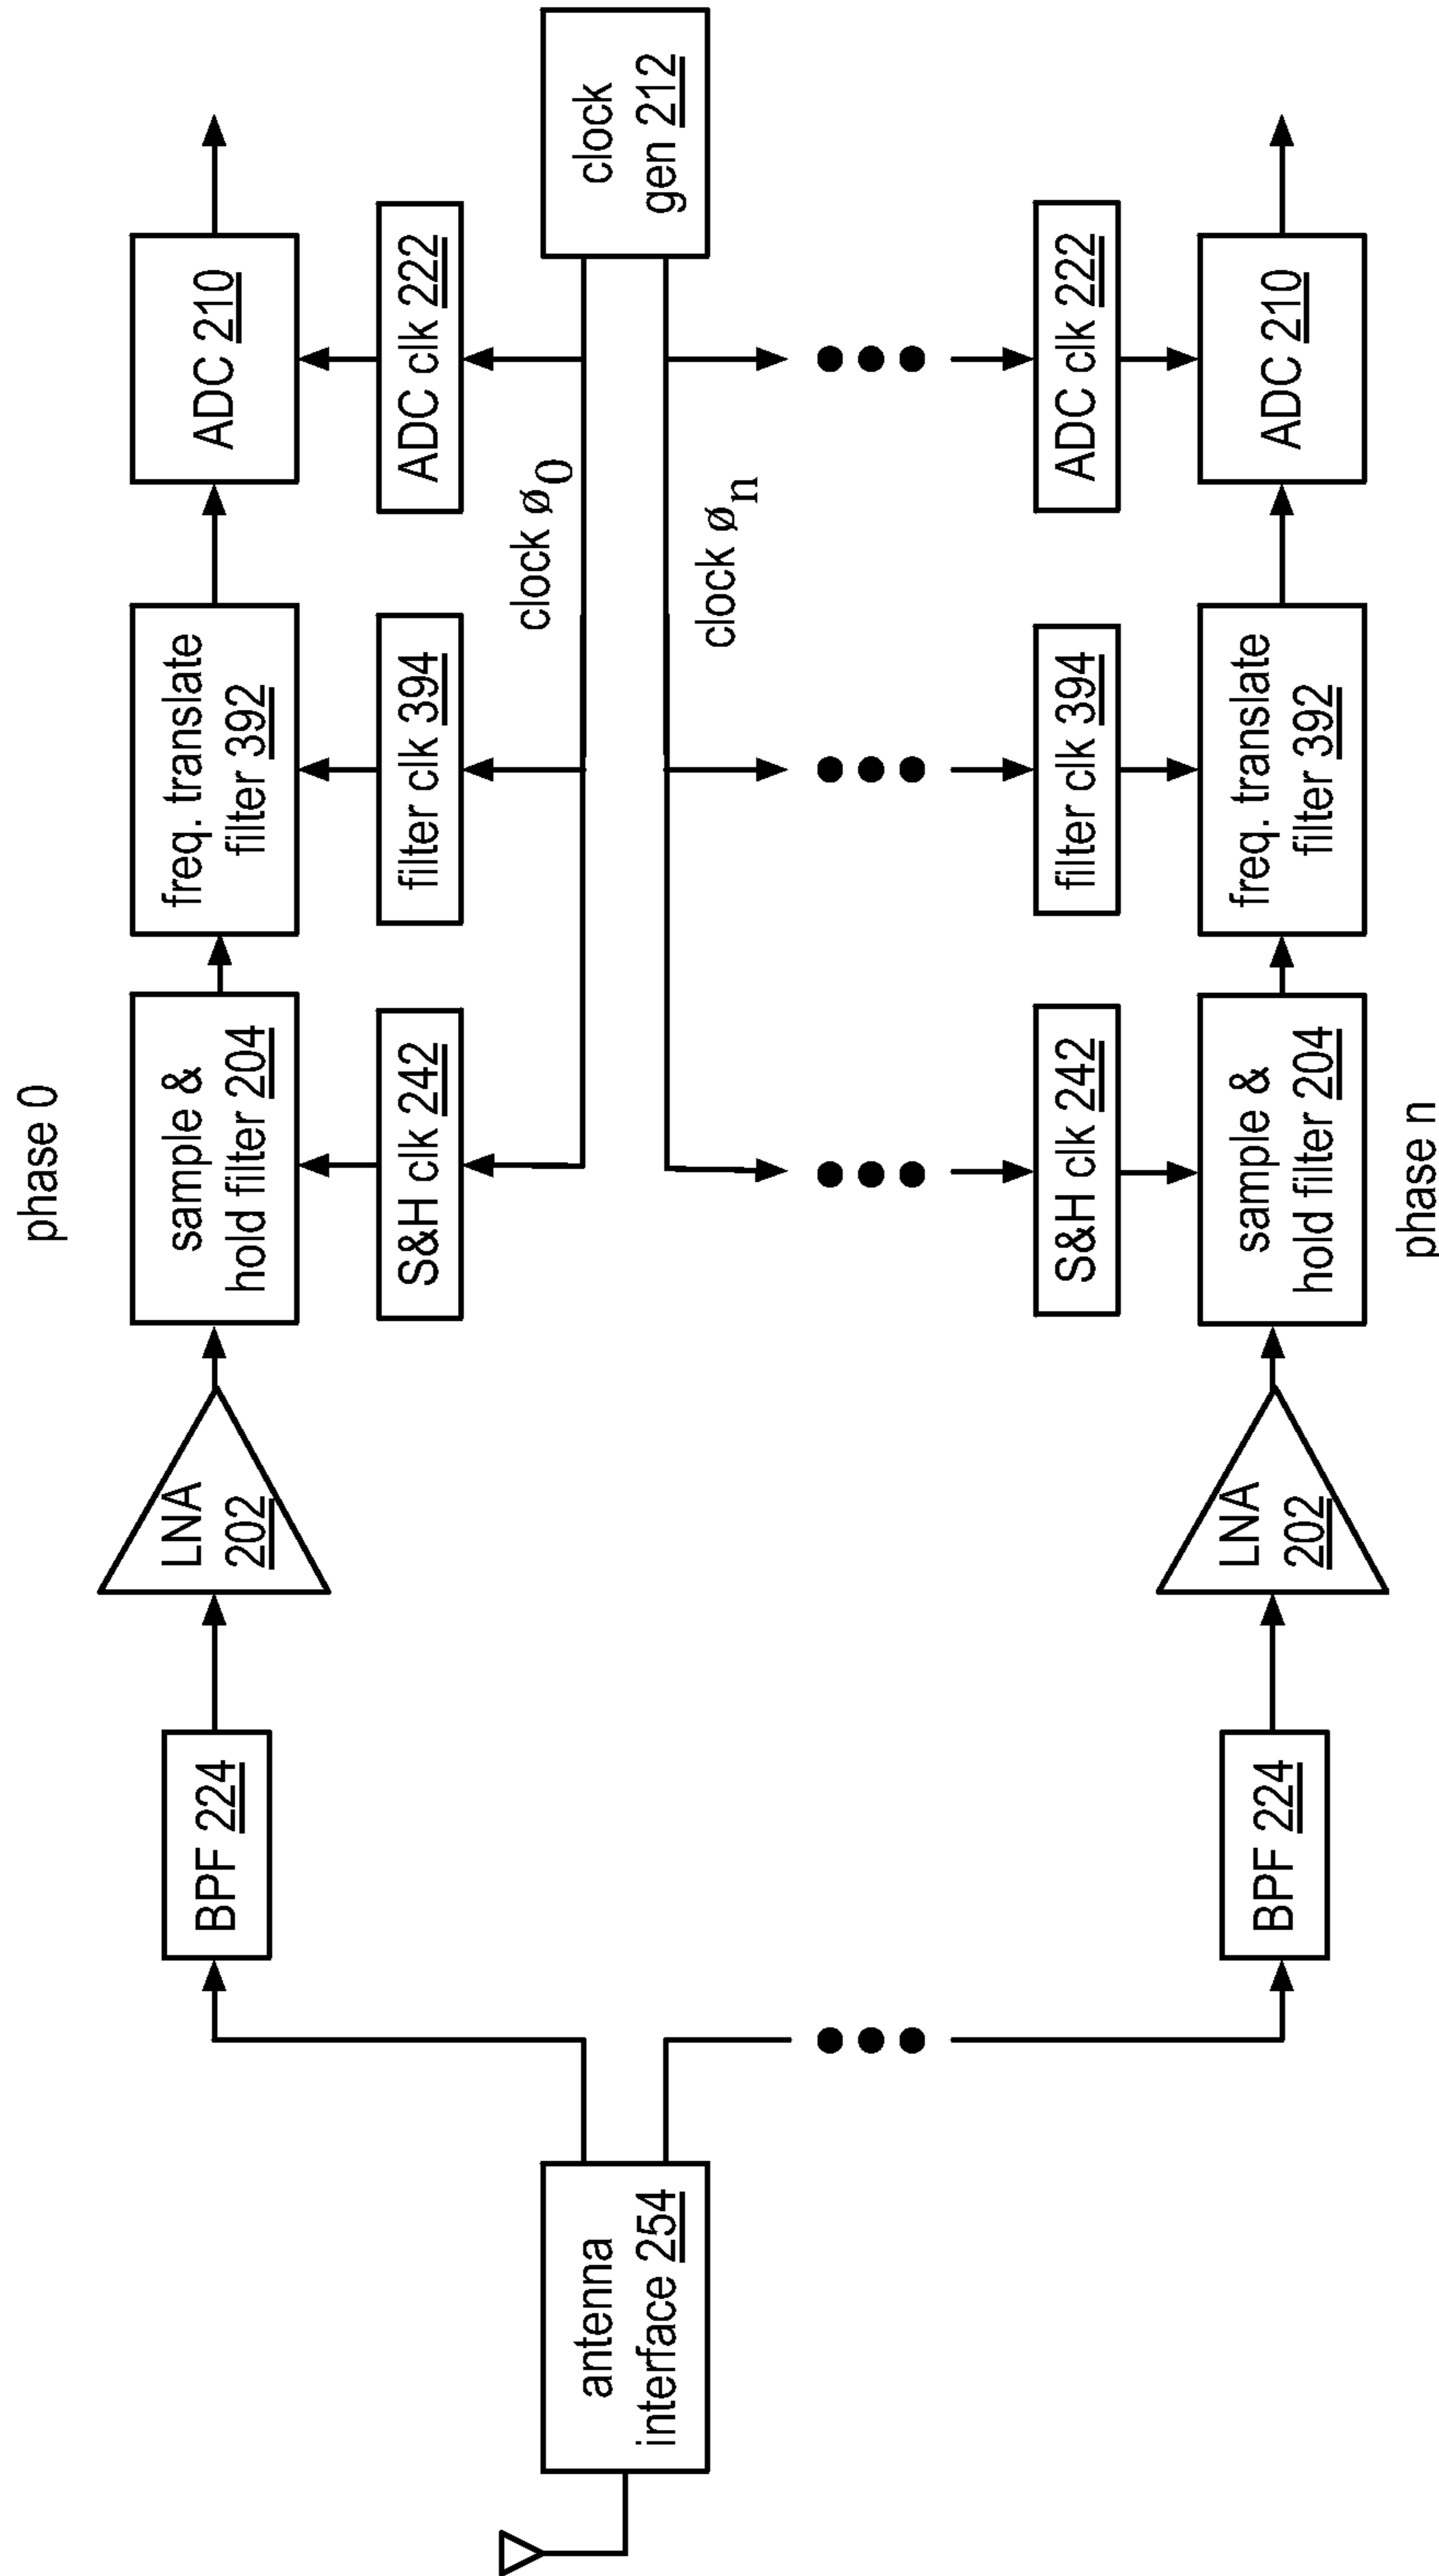 phase 0
BPF 224
LNA
202
sample &
hold filter 204
freq. translate
filter 392
ADC 210
S&H clk 242
filter clk 394
ADC clk 222
clock ø0
antenna
interface 254
clock
gen 212
clock øn
S&H clk 242
filter clk 394
ADC clk 222
BPF 224
LNA
202
sample &
hold filter 204
freq. translate
filter 392
ADC 210
phase n